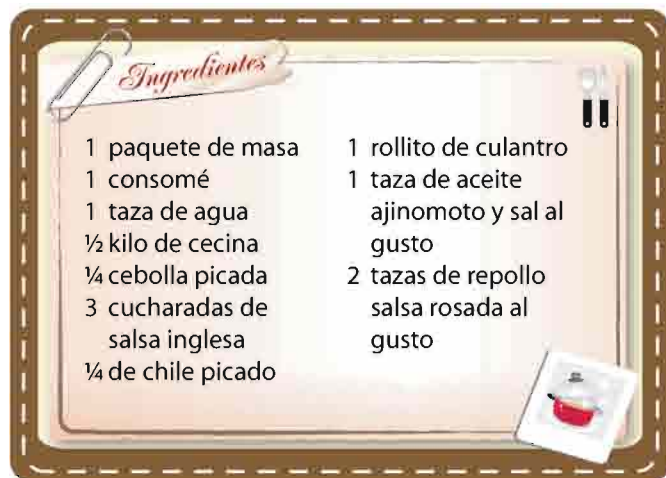 Ingredientes
1 paquete de masa
1 consomé
1 taza de agua
½ kilo de cecina
¼ cebolla picada
3 cucharadas de
salsa inglesa
¼ de chile picado
1 rollito de culantro
1 taza de aceite
ajinomoto y sal al
gusto
2 tazas de repollo
salsa rosada al
gusto